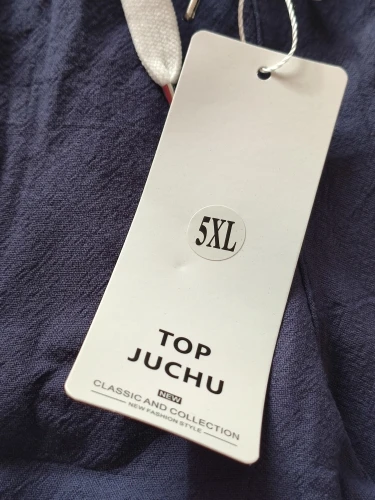 5XL
TOP
JUCHU
NEW
CLASSIC AND COLLECTION
NEW FASHION STYLE